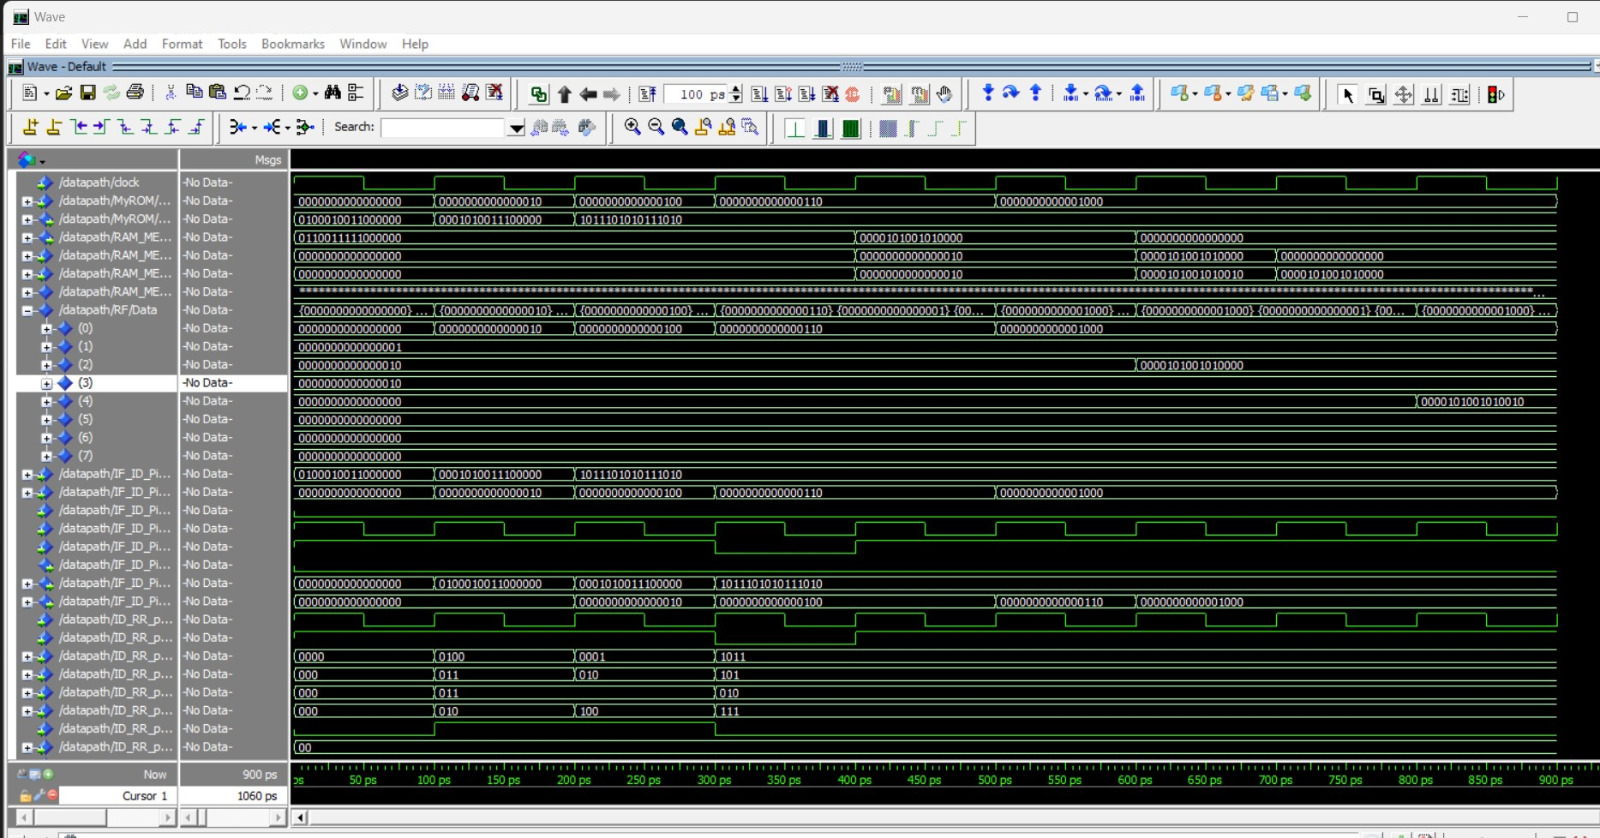 Wave
File Edit View Add Format Tools Bookmarks Window Help
Wave - Default
100 ps
Search:
Msgs
/datapath/clock -No Data-
/datapath/MyROM/... -No Data- 0000000000000000 0000000000000010 0000000000000100 0000000000000110 0000000000001000
/datapath/MyROM/... -No Data- 0100010011000000 0001010011100000 1011101010111010
/datapath/RAM_ME... -No Data- 0110011111000000 0000101001010000 0000000000000000
/datapath/RAM_ME... -No Data- 0000000000000000 0000000000000010 0000101001010000 0000000000000000
/datapath/RAM_ME... -No Data- 0000000000000000 0000000000000010 0000101001010010 0000101001010000
/datapath/RAM_ME... -No Data-
/datapath/RF/Data -No Data- {0000000000000000} ... {0000000000000010} ... {0000000000000100} ... {0000000000000110} {0000000000000001} {00... {0000000000001000} ... {0000000000001000} {0000000000000001} {00... {0000000000001000} ...
(0) -No Data- 0000000000000000 0000000000000010 0000000000000100 0000000000000110 0000000000001000
(1) -No Data- 0000000000000001
(2) -No Data- 0000000000000010 0000101001010000
(3) -No Data- 0000000000000010
(4) -No Data- 0000000000000000 0000101001010010
(5) -No Data- 0000000000000000
(6) -No Data- 0000000000000000
(7) -No Data- 0000000000000000
/datapath/IF_ID_Pi... -No Data- 0100010011000000 0001010011100000 1011101010111010
/datapath/IF_ID_Pi... -No Data- 0000000000000000 0000000000000010 0000000000000100 0000000000000110 0000000000001000
/datapath/IF_ID_Pi... -No Data-
/datapath/IF_ID_Pi... -No Data-
/datapath/IF_ID_Pi... -No Data-
/datapath/IF_ID_Pi... -No Data-
/datapath/IF_ID_Pi... -No Data- 0000000000000000 0100010011000000 0001010011100000 1011101010111010
/datapath/IF_ID_Pi... -No Data- 0000000000000000 0000000000000010 0000000000000100 0000000000000110 0000000000001000
/datapath/ID_RR_p... -No Data-
/datapath/ID_RR_p... -No Data-
/datapath/ID_RR_p... -No Data- 0000 0100 0001 1011
/datapath/ID_RR_p... -No Data- 000 011 010 101
/datapath/ID_RR_p... -No Data- 000 011 010
/datapath/ID_RR_p... -No Data- 000 010 100 111
/datapath/ID_RR_p... -No Data-
/datapath/ID_RR_p... -No Data- 00
Now 900 ps ps 50 ps 100 ps 150 ps 200 ps 250 ps 300 ps 350 ps 400 ps 450 ps 500 ps 550 ps 600 ps 650 ps 700 ps 750 ps 800 ps 850 ps 900 ps
Cursor 1 1060 ps